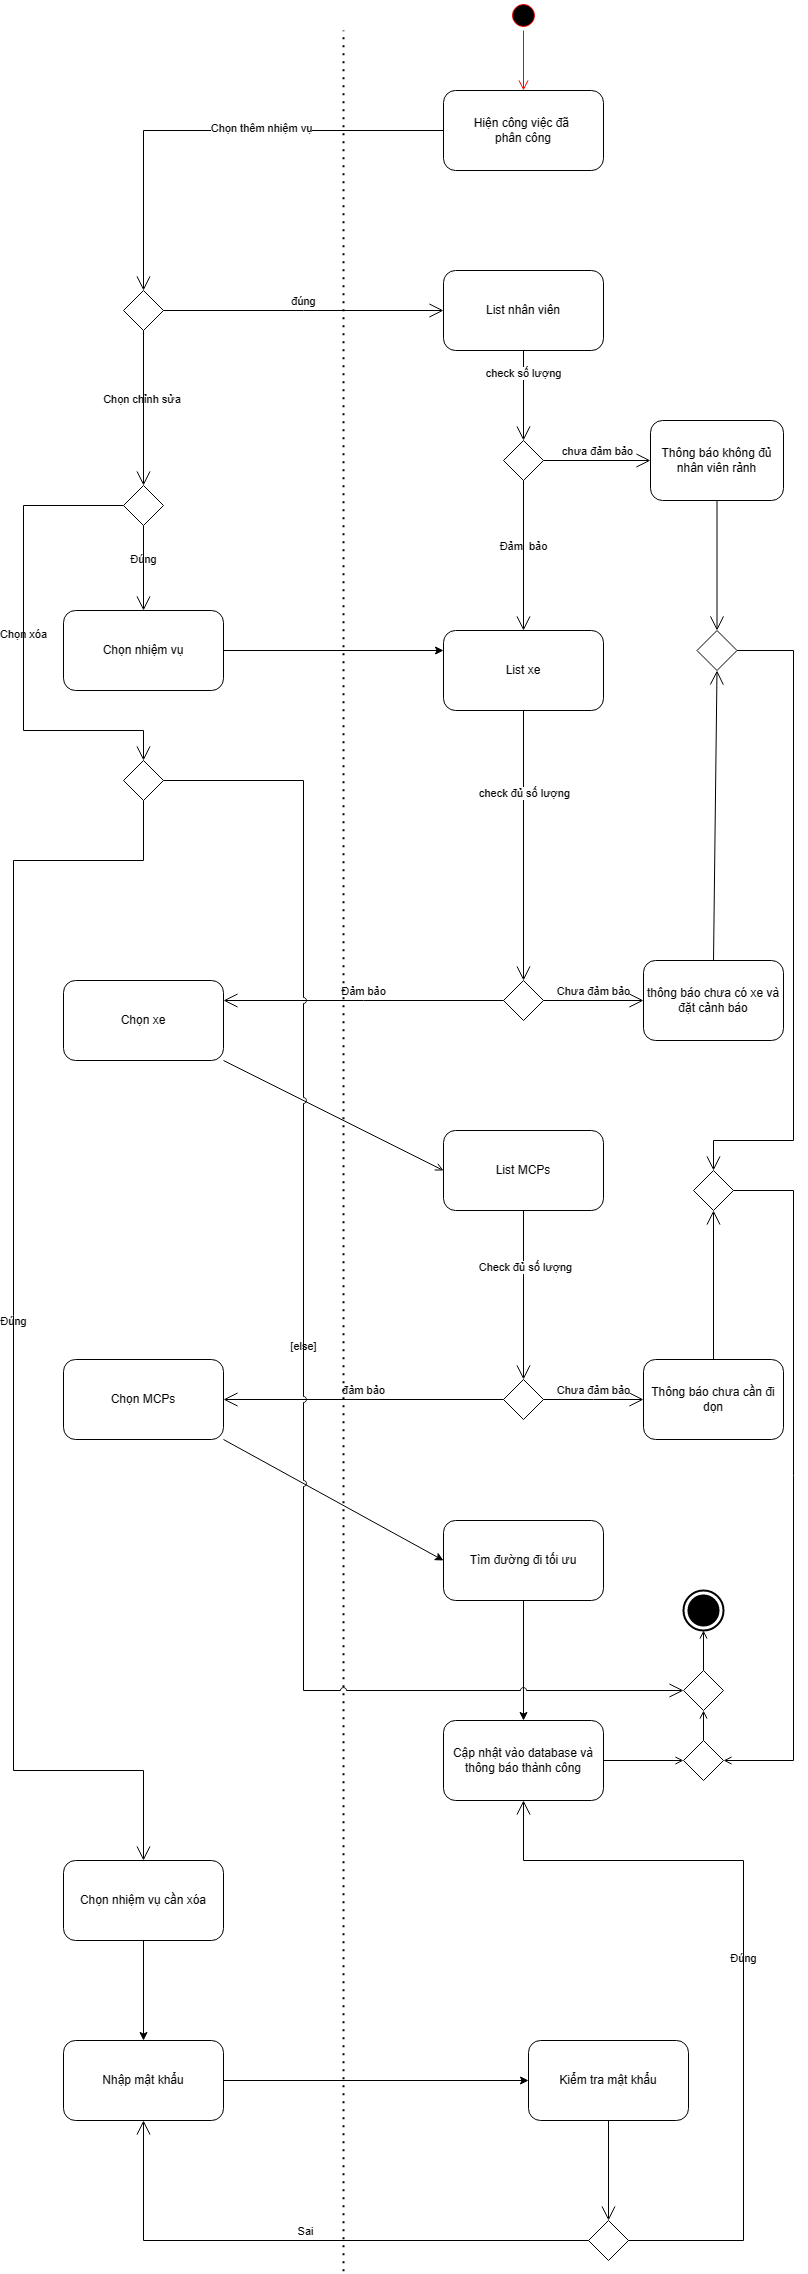 Hiện công việc đã
phân công
Chọn thêm nhiệm vụ
đúng
List nhân viên
check số lượng
Chọn chỉnh sửa
chưa đảm bảo
Thông báo không đủ
nhân viên rảnh
Đảm bảo
Đúng
Chọn xóa
Chọn nhiệm vụ
List xe
check đủ số lượng
Đảm bảo
Chưa đảm bảo
thông báo chưa có xe và
đặt cảnh báo
Chọn xe
List MCPs
Check đủ số lượng
Đúng
[else]
đảm bảo
Chưa đảm bảo
Thông báo chưa cần đi
dọn
Chọn MCPs
Tìm đường đi tối ưu
Cập nhật vào database và
thông báo thành công
Chọn nhiệm vụ cần xóa
Đúng
Nhập mật khẩu
Kiểm tra mật khẩu
Sai